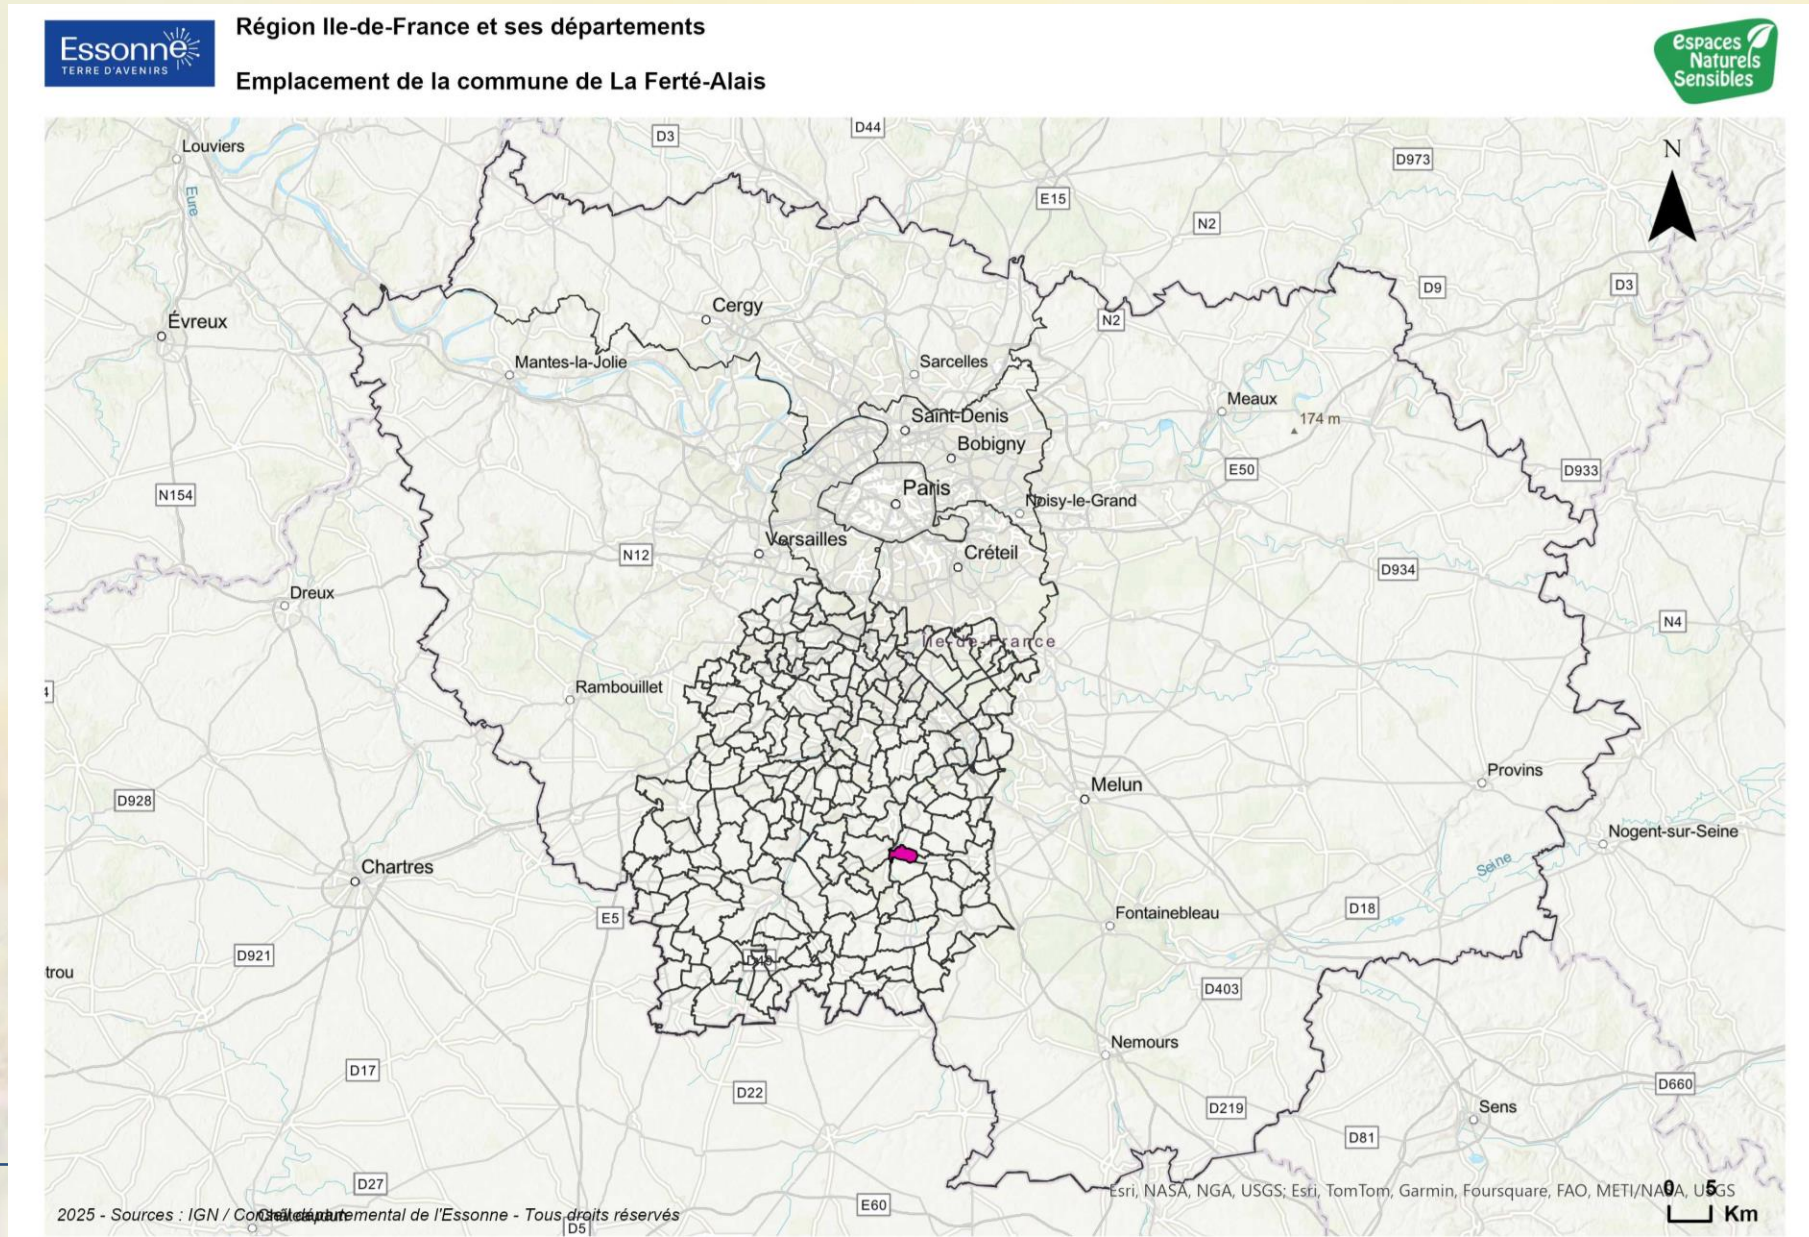 Essonne
TERRE D'AVENIRS
Région Ile-de-France et ses départements
Emplacement de la commune de La Ferté-Alais
espaces
Naturels
Sensibles
Louviers
D3
D44
D973
N
Eure
E15
N2
D9
D3
Évreux
Cergy
N2
Mantes-la-Jolie
Sarcelles
Meaux
174 m
Saint-Denis
Bobigny
E50
D933
N154
Paris
Noisy-le-Grand
N12
Versailles
Créteil
D934
Dreux
N4
Île-de-France
4
Rambouillet
Provins
Melun
D928
Nogent-sur-Seine
Seine
Chartres
E5
Fontainebleau
D18
D921
trou
D403
Nemours
D17
D22
D660
D219
Sens
D81
D27
E60
D5
Esri, NASA, NGA, USGS; Esri, TomTom, Garmin, Foursquare, FAO, METI/NASA, USGS
0 5
Km
2025 - Sources : IGN / Conseil départemental de l'Essonne - Tous droits réservés